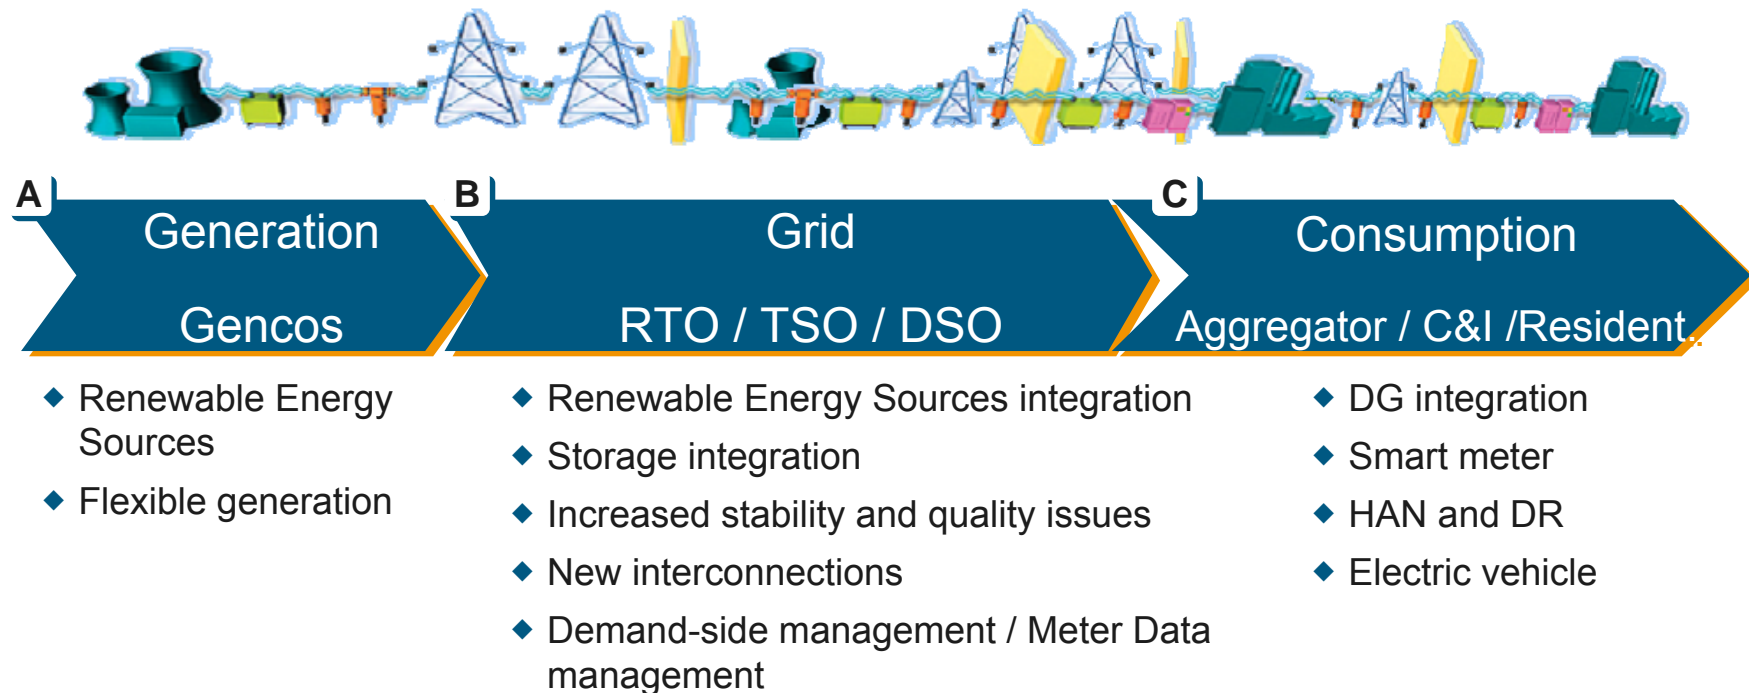 A
Generation
Gencos
Renewable Energy
Sources
Flexible generation
B
Grid
RTO / TSO / DSO
Renewable Energy Sources integration
Storage integration
Increased stability and quality issues
New interconnections
Demand-side management / Meter Data
management
C
Consumption
Aggregator / C&I /Resident..
DG integration
Smart meter
HAN and DR
Electric vehicle